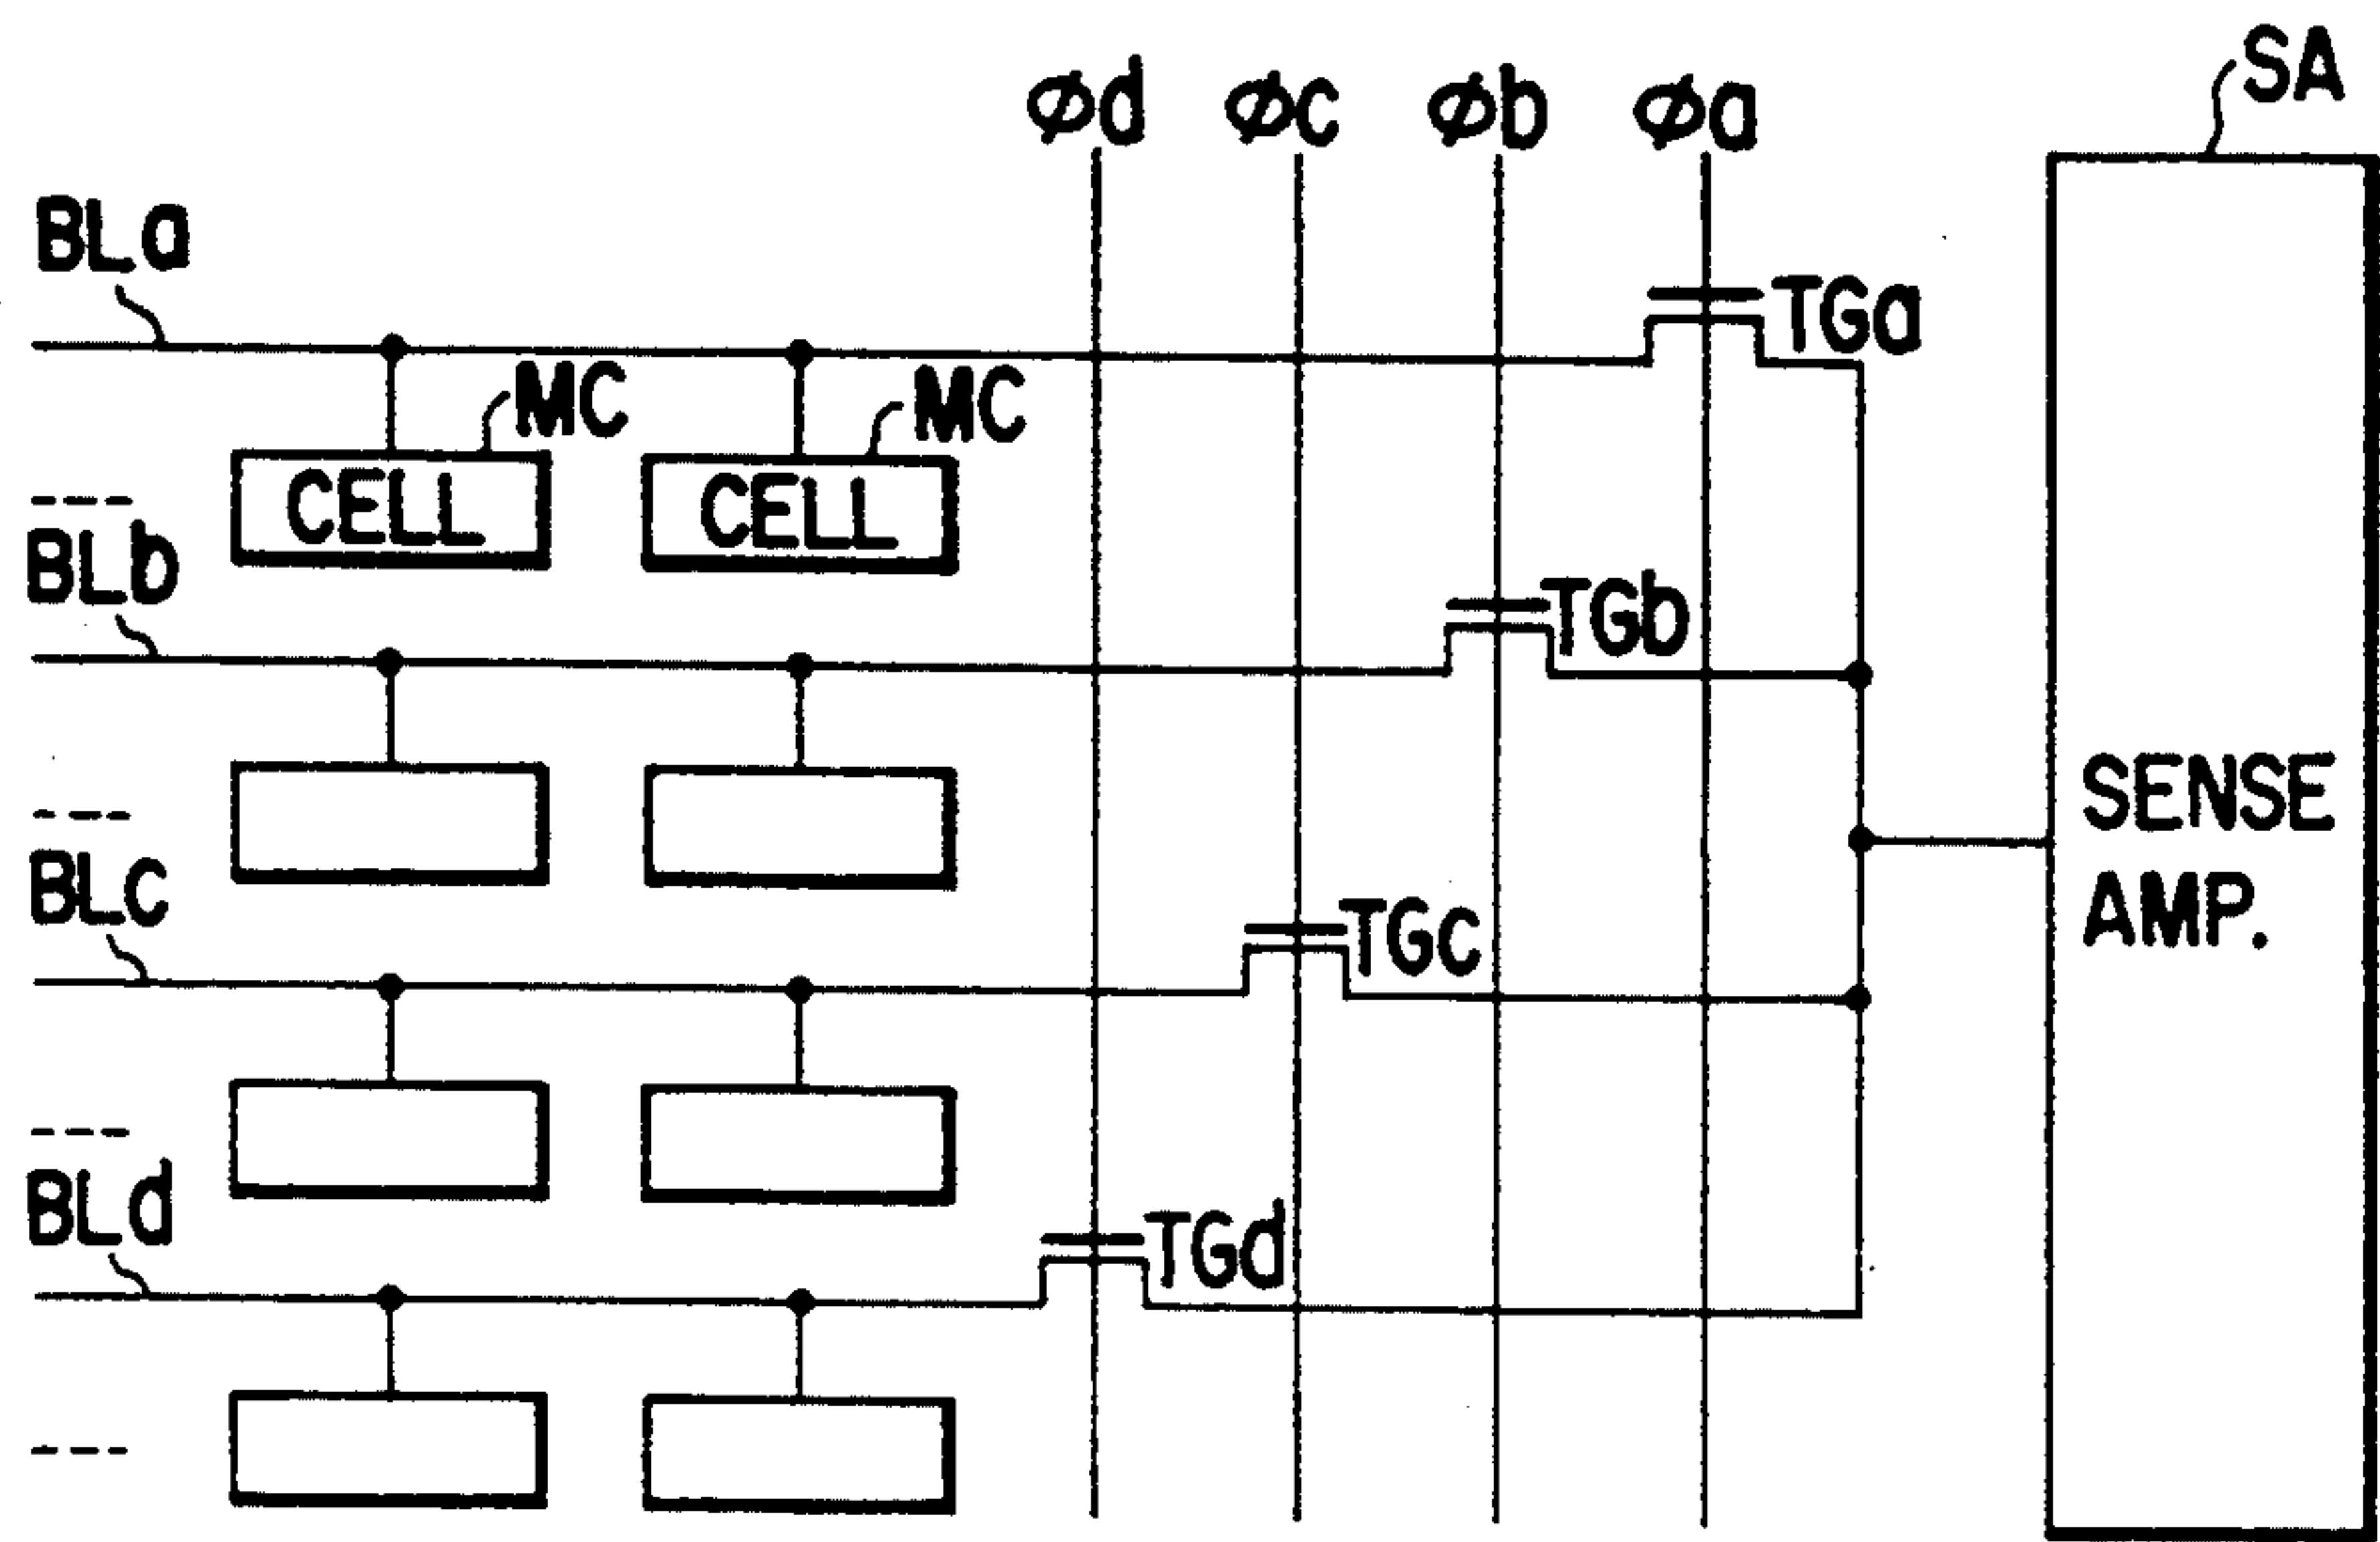 SA
φd φc φb φa
BLa
TGa
MC MC
CELL CELL
BLb
TGb
SENSE
AMP.
BLc
TGc
BLd
TGd